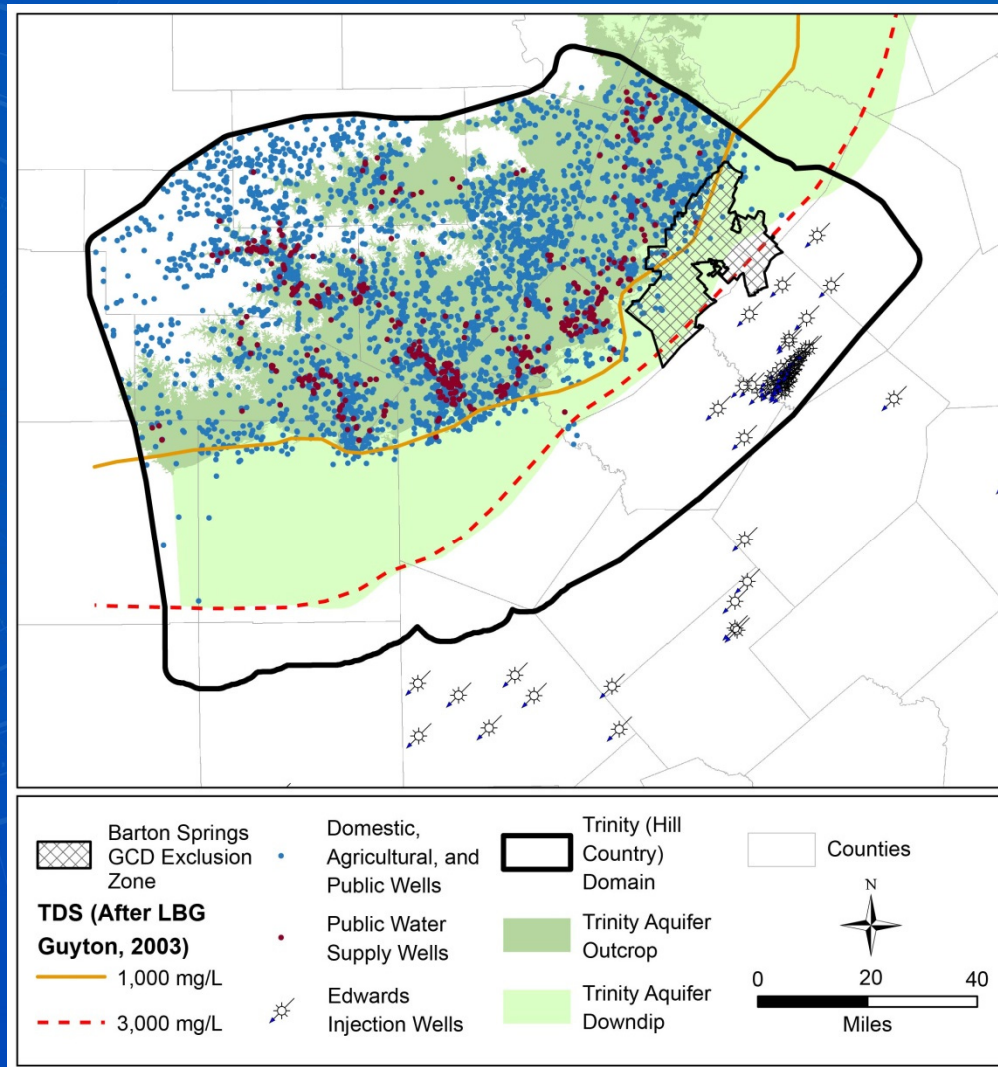 Barton Springs
GCD Exclusion
Zone
TDS (After LBG
Guyton, 2003)
1,000 mg/L
3,000 mg/L
Domestic,
Agricultural, and
Public Wells
Public Water
Supply Wells
Edwards
Injection Wells
Trinity (Hill
Country)
Domain
Trinity Aquifer
Outcrop
Trinity Aquifer
Downdip
Counties
N
0 20 40
Miles